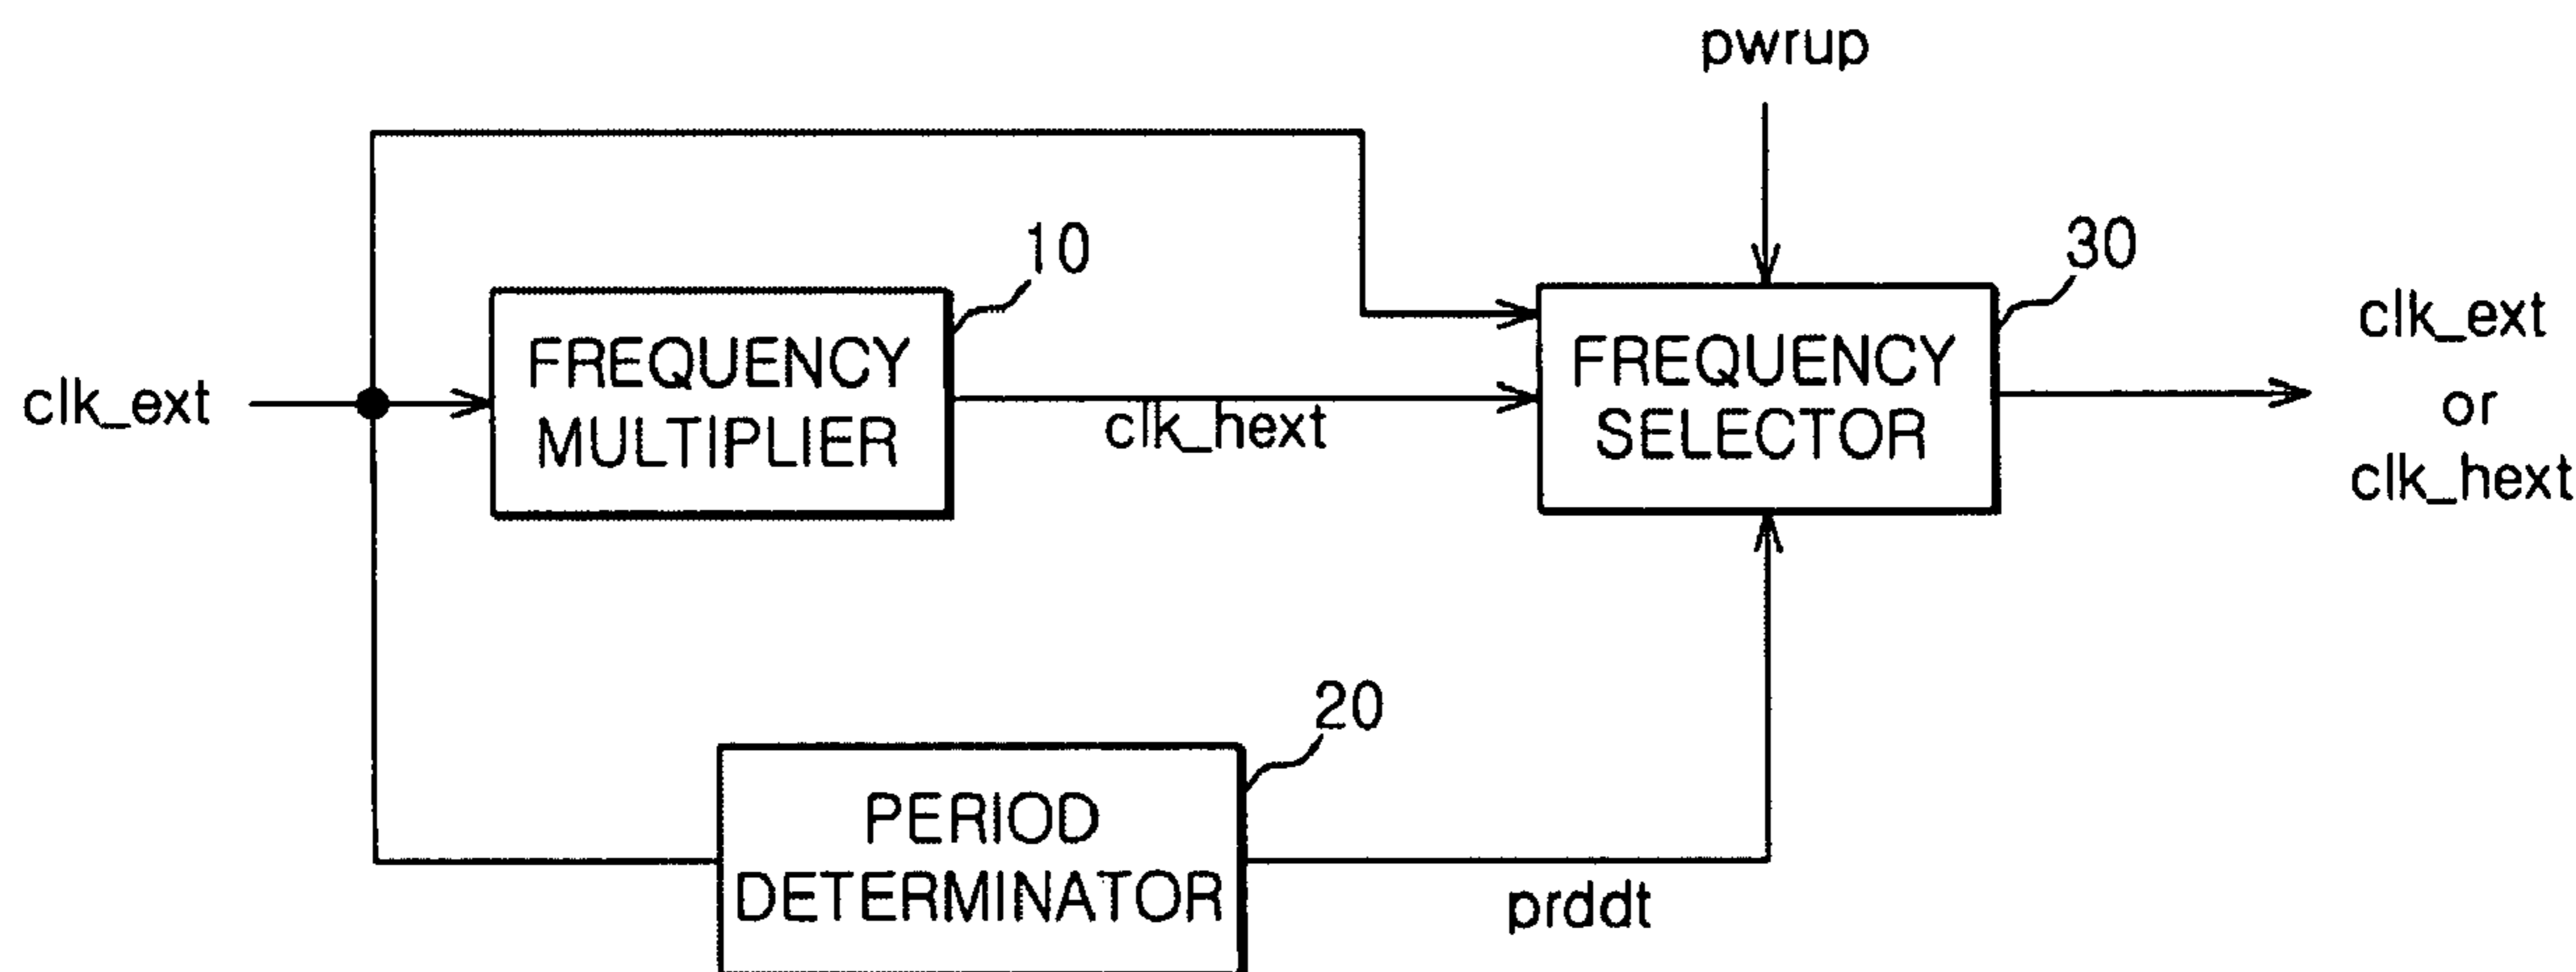 pwrup
10
30
clk_ext
FREQUENCY
MULTIPLIER
clk_hext
FREQUENCY
SELECTOR
clk_ext
or
clk_hext
20
PERIOD
DETERMINATOR
prddt